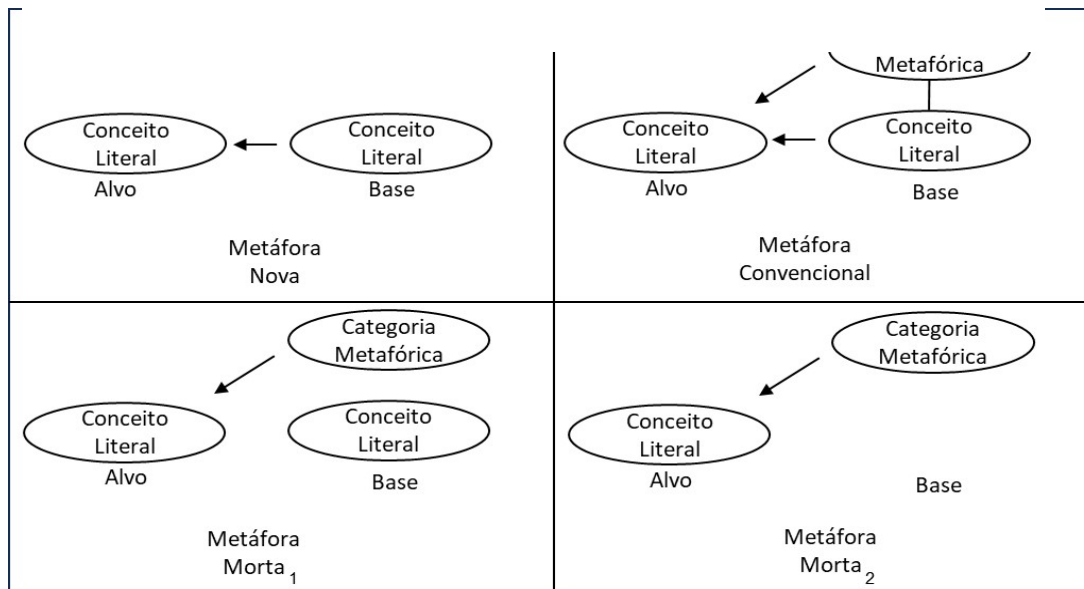 Conceito
Literal
Alvo
Conceito
Literal
Base
Metáfora
Nova
Metafórica
Conceito
Literal
Alvo
Conceito
Literal
Base
Metáfora
Convencional
Categoria
Metafórica
Conceito
Literal
Alvo
Conceito
Literal
Base
Metáfora
Morta 1
Categoria
Metafórica
Conceito
Literal
Alvo
Base
Metáfora
Morta 2